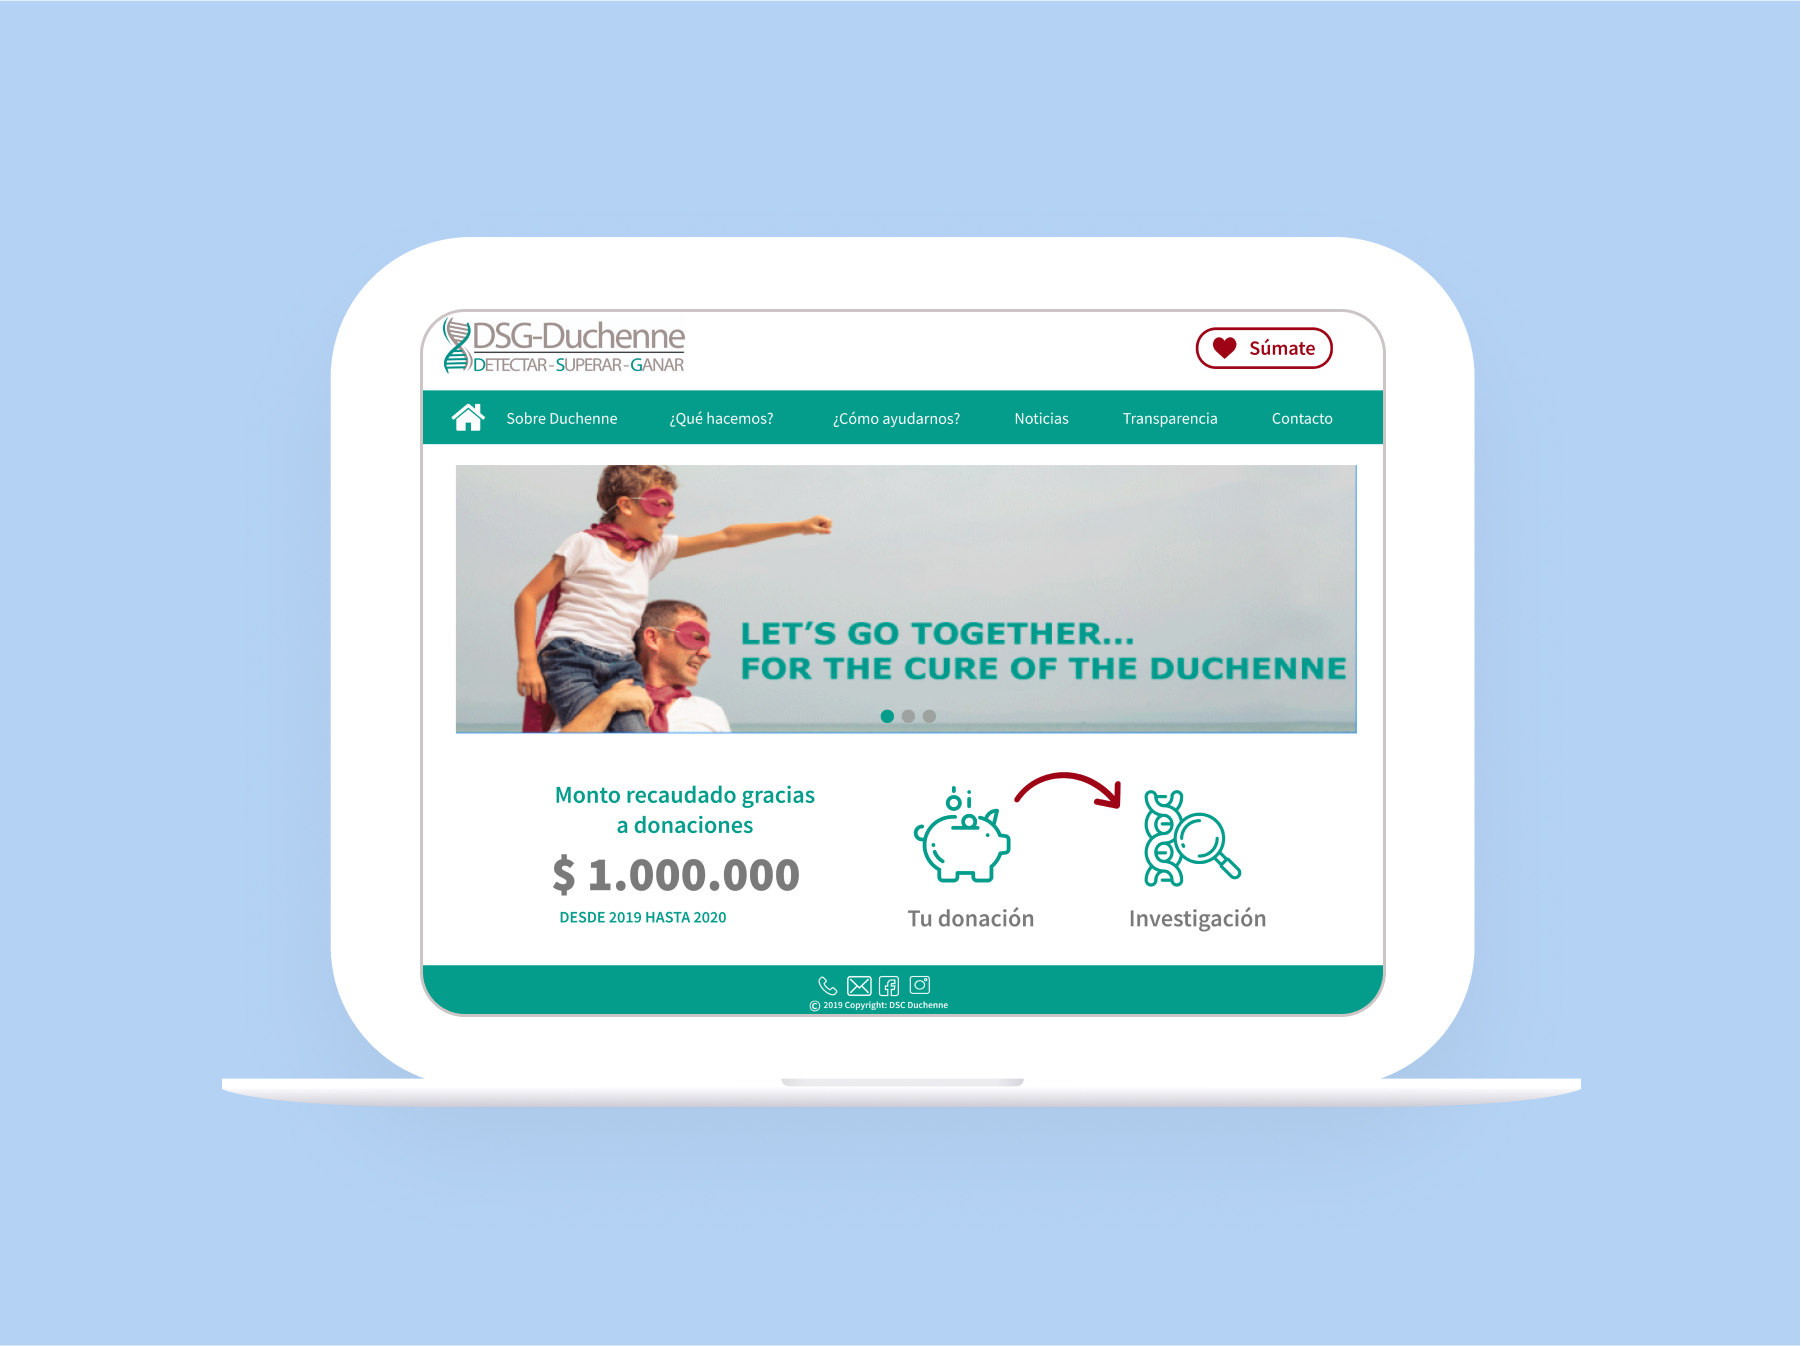 DSG-Duchenne
DETECTAR-SUPERAR-GANAR
Súmate
Sobre Duchenne
¿Qué hacemos?
¿Cómo ayudarnos?
Noticias
Transparencia
Contacto
LET'S GO TOGETHER...
FOR THE CURE OF THE DUCHENNE
Monto recaudado gracias
a donaciones
$ 1.000.000
DESDE 2019 HASTA 2020
Tu donación
Investigación
© 2019 Copyright: DSC Duchenne